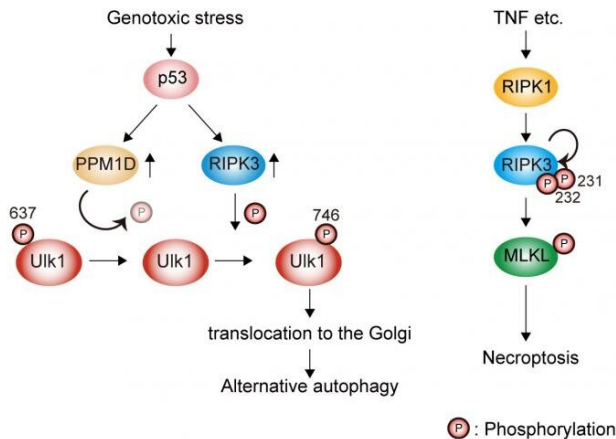 Genotoxic stress
p53
PPM1D
RIPK3
P
P
637
P
Ulk1
Ulk1
746
P
Ulk1
translocation to the Golgi
Alternative autophagy
TNF etc.
RIPK1
RIPK3
P
P
231
232
P
MLKL
Necroptosis
P : Phosphorylation